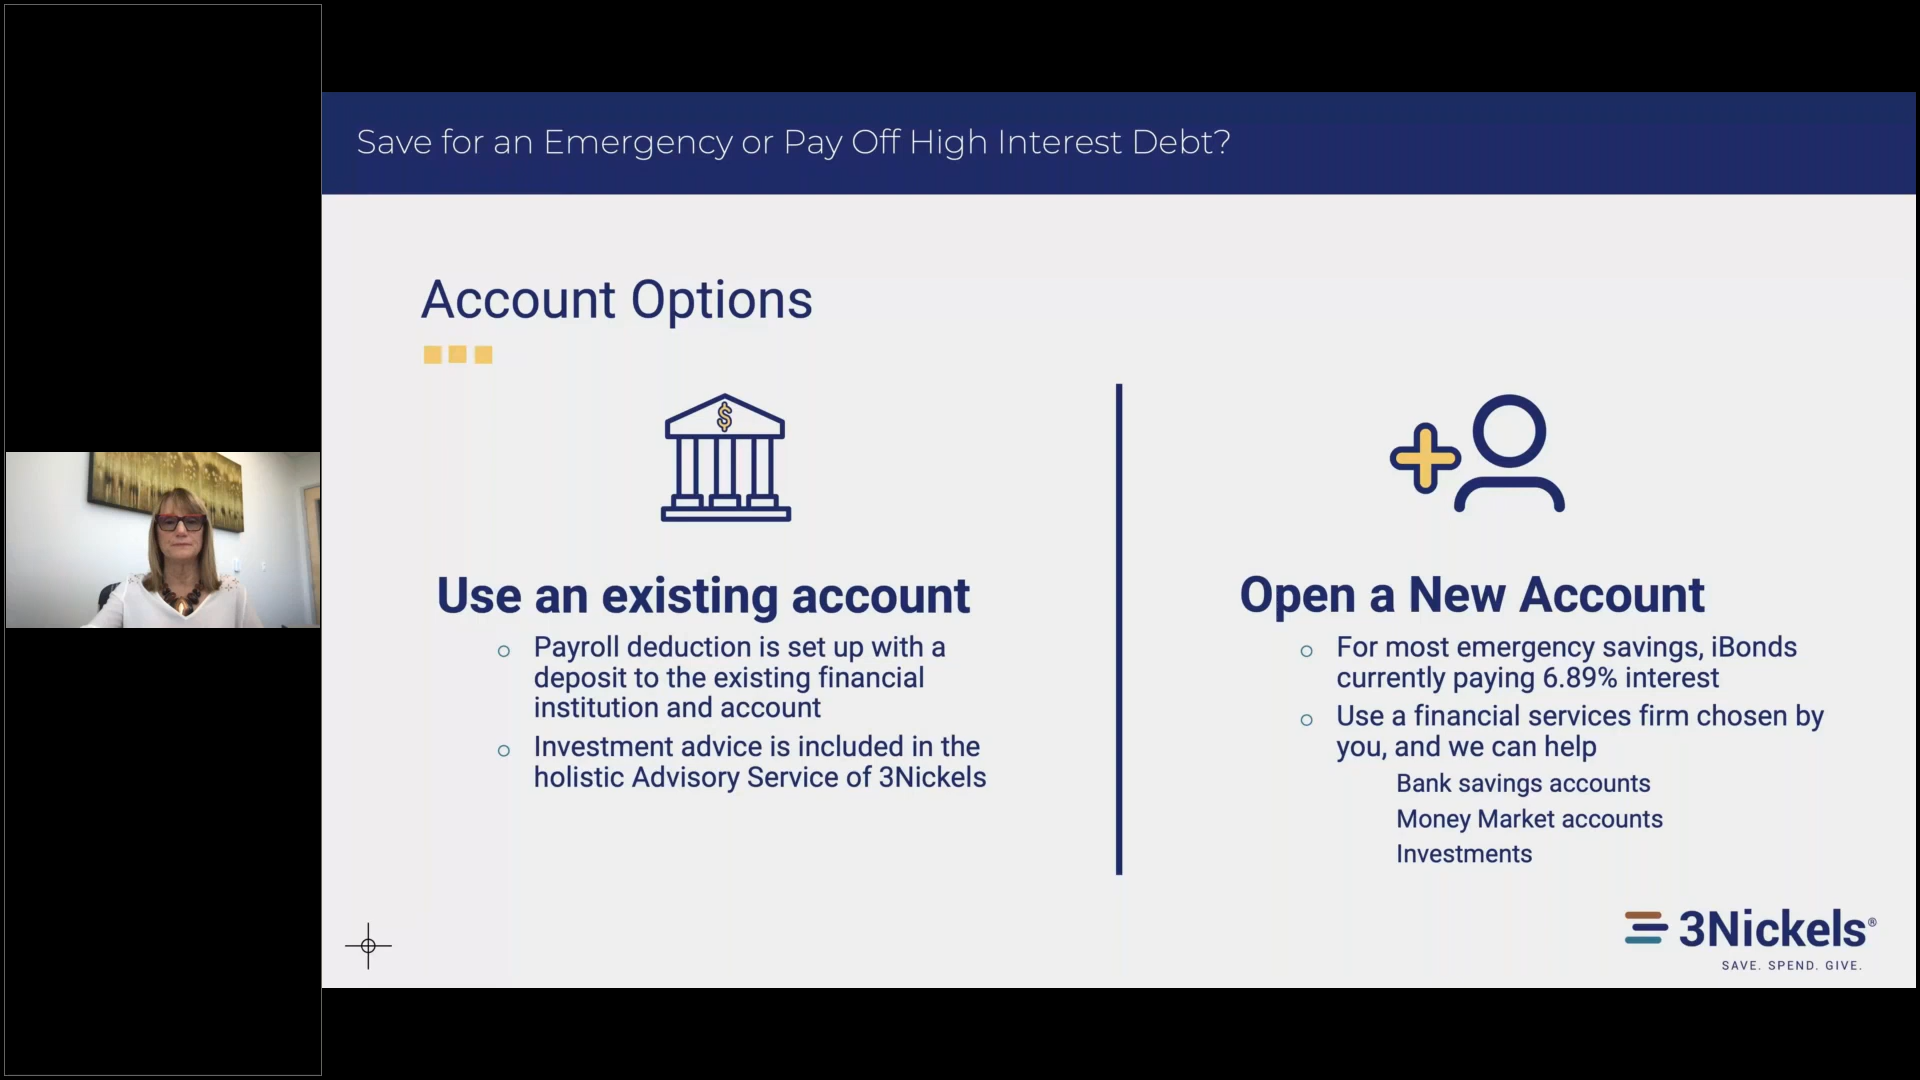 Save for an Emergency or Pay Off High Interest Debt?
Account Options
$
Use an existing account
Payroll deduction is set up with a
deposit to the existing financial
institution and account
Investment advice is included in the
holistic Advisory Service of 3Nickels
Open a New Account
For most emergency savings, iBonds
currently paying 6.89% interest
Use a financial services firm chosen by
you, and we can help
Bank savings accounts
Money Market accounts
Investments
3Nickels®
SAVE. SPEND. GIVE.